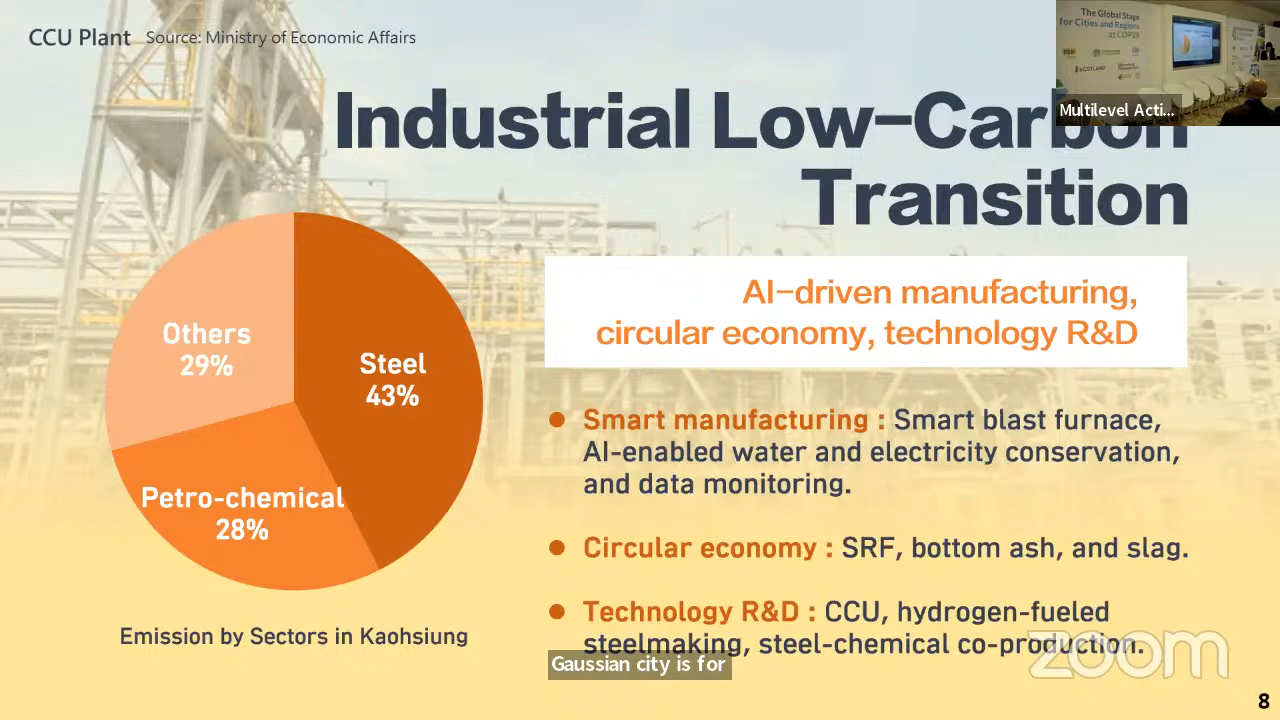 CCU Plant Source: Ministry of Economic Affairs
The Global Stage
for Cities and Regions
at COP28
SCOTLAND
Multilevel Acti...
Industrial Low-Carbon
Transition
AI-driven manufacturing,
circular economy, technology R&D
Others
29%
Steel
43%
Petro-chemical
28%
Emission by Sectors in Kaohsiung
Smart manufacturing : Smart blast furnace,
AI-enabled water and electricity conservation,
and data monitoring.
Circular economy : SRF, bottom ash, and slag.
Technology R&D : CCU, hydrogen-fueled
steelmaking, steel-chemical co-production.
Gaussian city is for
zoom
8